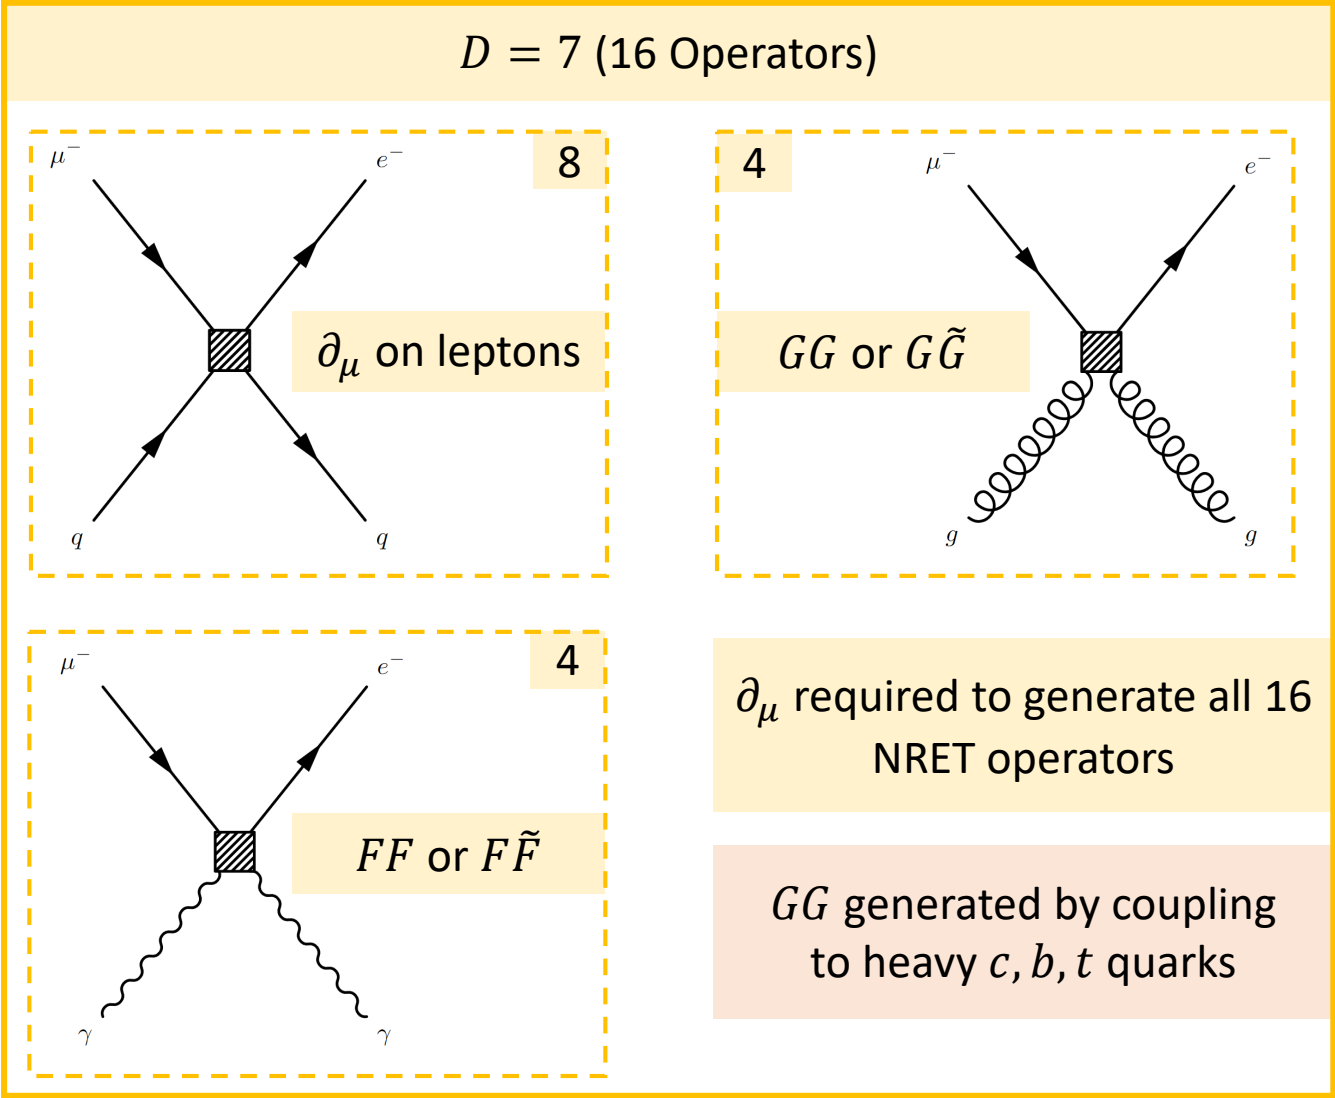 D = 7 (16 Operators)
μ⁻
e⁻
8
∂μ on leptons
q
q
4
μ⁻
e⁻
GG or GG̃
g
g
μ⁻
e⁻
4
FF or FF̃
γ
γ
∂μ required to generate all 16
NRET operators
GG generated by coupling
to heavy c, b, t quarks